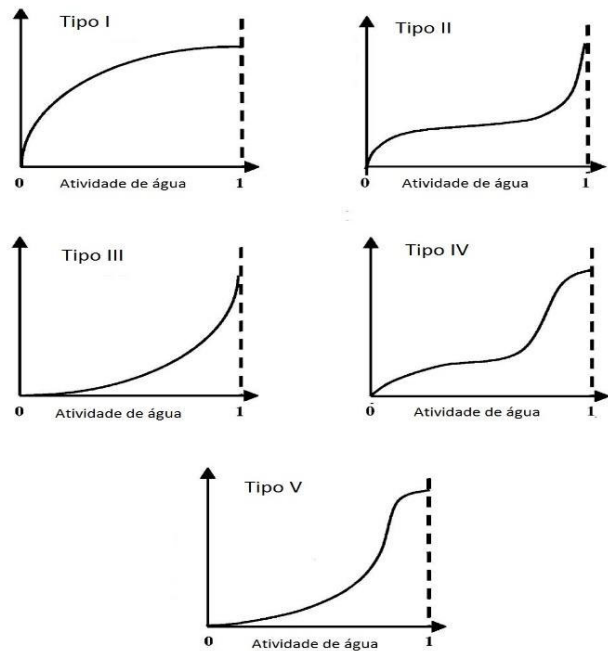 Tipo I
0 Atividade de água 1
Tipo II
0 Atividade de água 1
Tipo III
0 Atividade de água 1
Tipo IV
0 Atividade de água 1
Tipo V
0 Atividade de água 1